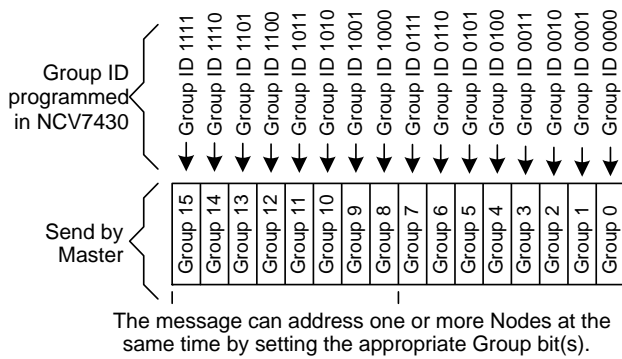 Group ID
programmed
in NCV7430
Group ID 1111
Group ID 1110
Group ID 1101
Group ID 1100
Group ID 1011
Group ID 1010
Group ID 1001
Group ID 1000
Group ID 0111
Group ID 0110
Group ID 0101
Group ID 0100
Group ID 0011
Group ID 0010
Group ID 0001
Group ID 0000
Send by
Master
Group 15
Group 14
Group 13
Group 12
Group 11
Group 10
Group 9
Group 8
Group 7
Group 6
Group 5
Group 4
Group 3
Group 2
Group 1
Group 0
The message can address one or more Nodes at the
same time by setting the appropriate Group bit(s).